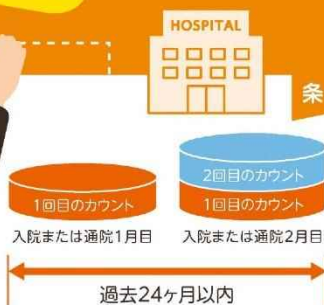 HOSPITAL
条
2回目のカウント
1回目のカウント
1回目のカウント
入院または通院1月目
入院または通院2月目
過去24ヶ月以内